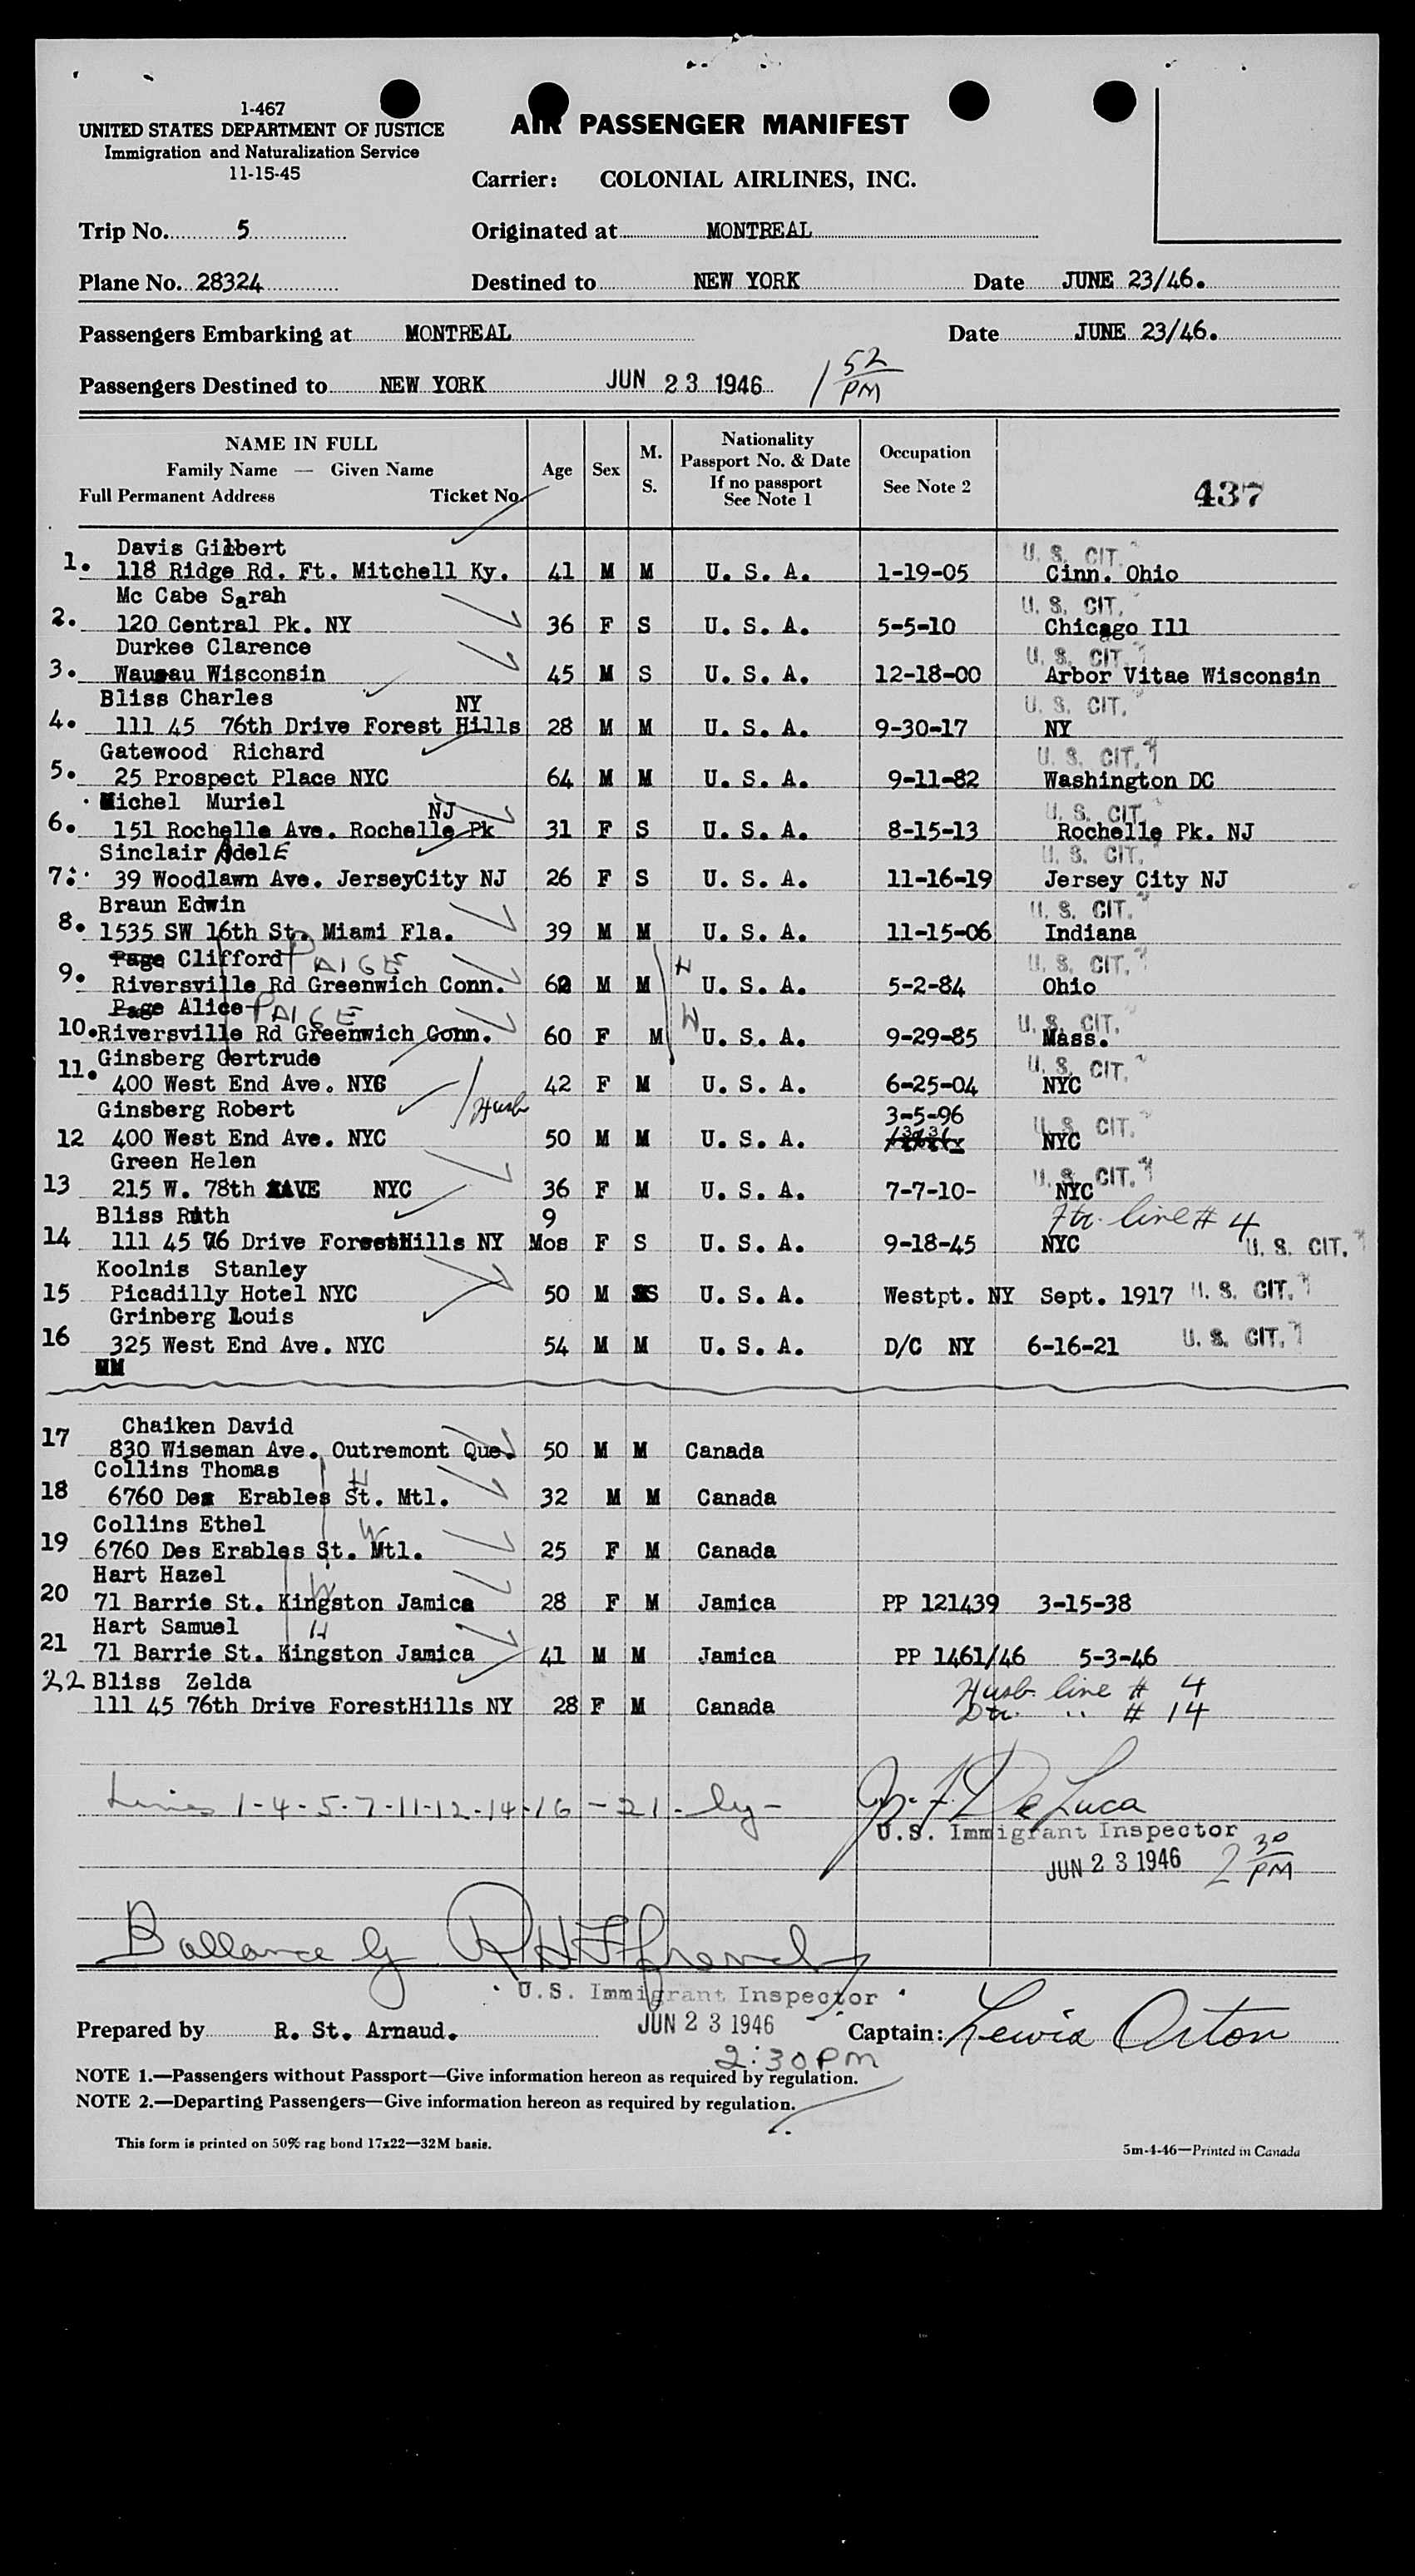 1-467
UNITED STATES DEPARTMENT OF JUSTICE
Immigration and Naturalization Service
11-15-45
AIR PASSENGER MANIFEST
Carrier: COLONIAL AIRLINES, INC.
Trip No. 5 Originated at MONTREAL
Plane No. 28324 Destined to NEW YORK Date JUNE 23/46.
Passengers Embarking at MONTREAL Date JUNE 23/46.
Passengers Destined to NEW YORK JUN 23 1946 1 52 PM
NAME IN FULL
Family Name — Given Name
Full Permanent Address Ticket No.
Age Sex M. S.
Nationality
Passport No. & Date
If no passport
See Note 1
Occupation
See Note 2
437
Davis Gilbert U. S. CIT.
1. 118 Ridge Rd. Ft. Mitchell Ky. 41 M M U. S. A. 1-19-05 Cinn. Ohio
Mc Cabe Sarah U. S. CIT.
2. 120 Central Pk. NY 36 F S U. S. A. 5-5-10 Chicago Ill
Durkee Clarence U. S. CIT.
3. Wausau Wisconsin 45 M S U. S. A. 12-18-00 Arbor Vitae Wisconsin
Bliss Charles NY U. S. CIT.
4. 111 45 76th Drive Forest Hills 28 M M U. S. A. 9-30-17 NY
Gatewood Richard U. S. CIT.
5. 25 Prospect Place NYC 64 M M U. S. A. 9-11-82 Washington DC
Michel Muriel NJ U. S. CIT.
6. 151 Rochelle Ave. Rochelle Pk 31 F S U. S. A. 8-15-13 Rochelle Pk. NJ
Sinclair AdelE U. S. CIT.
7. 39 Woodlawn Ave. JerseyCity NJ 26 F S U. S. A. 11-16-19 Jersey City NJ
Braun Edwin U. S. CIT.
8. 1535 SW 16th St. Miami Fla. 39 M M U. S. A. 11-15-06 Indiana
Page Clifford PAIGE H U. S. CIT.
9. Riversville Rd Greenwich Conn. 62 M M U. S. A. 5-2-84 Ohio
Page Alice PAIGE W U. S. CIT.
10. Riversville Rd Greenwich Conn. 60 F M U. S. A. 9-29-85 Mass.
Ginsberg Gertrude U. S. CIT.
11. 400 West End Ave. NYC 42 F M U. S. A. 6-25-04 NYC
Ginsberg Robert Husb 3-5-96 U. S. CIT.
12 400 West End Ave. NYC 50 M M U. S. A. NYC
Green Helen U. S. CIT.
13 215 W. 78th AVE NYC 36 F M U. S. A. 7-7-10- NYC
Bliss Ruth 9 Ftr. line # 4
14 111 45 76 Drive ForestHills NY Mos F S U. S. A. 9-18-45 NYC U. S. CIT.
Koolnis Stanley
15 Picadilly Hotel NYC 50 M S U. S. A. Westpt. NY Sept. 1917 U. S. CIT.
Grinberg Louis
16 325 West End Ave. NYC 54 M M U. S. A. D/C NY 6-16-21 U. S. CIT.
Chaiken David
17 830 Wiseman Ave. Outremont Que. 50 M M Canada
Collins Thomas H
18 6760 Des Erables St. Mtl. 32 M M Canada
Collins Ethel W
19 6760 Des Erables St. Mtl. 25 F M Canada
Hart Hazel W
20 71 Barrie St. Kingston Jamica 28 F M Jamica PP 121439 3-15-38
Hart Samuel H
21 71 Barrie St. Kingston Jamica 41 M M Jamica PP 1461/46 5-3-46
22 Bliss Zelda Husb. line # 4
111 45 76th Drive ForestHills NY 28 F M Canada Dtr. " # 14
Lines 1-4-5-7-11-12-14-16-21- by-
De Luca
U.S. Immigrant Inspector
JUN 23 1946 2 30 PM
Ballance by R H French
U.S. Immigrant Inspector
Prepared by R. St. Arnaud. JUN 23 1946 Captain: Lewis Orton
2:30 PM
NOTE 1.—Passengers without Passport—Give information hereon as required by regulation.
NOTE 2.—Departing Passengers—Give information hereon as required by regulation.
This form is printed on 50% rag bond 17x22—32M basis.
5m-4-46—Printed in Canada